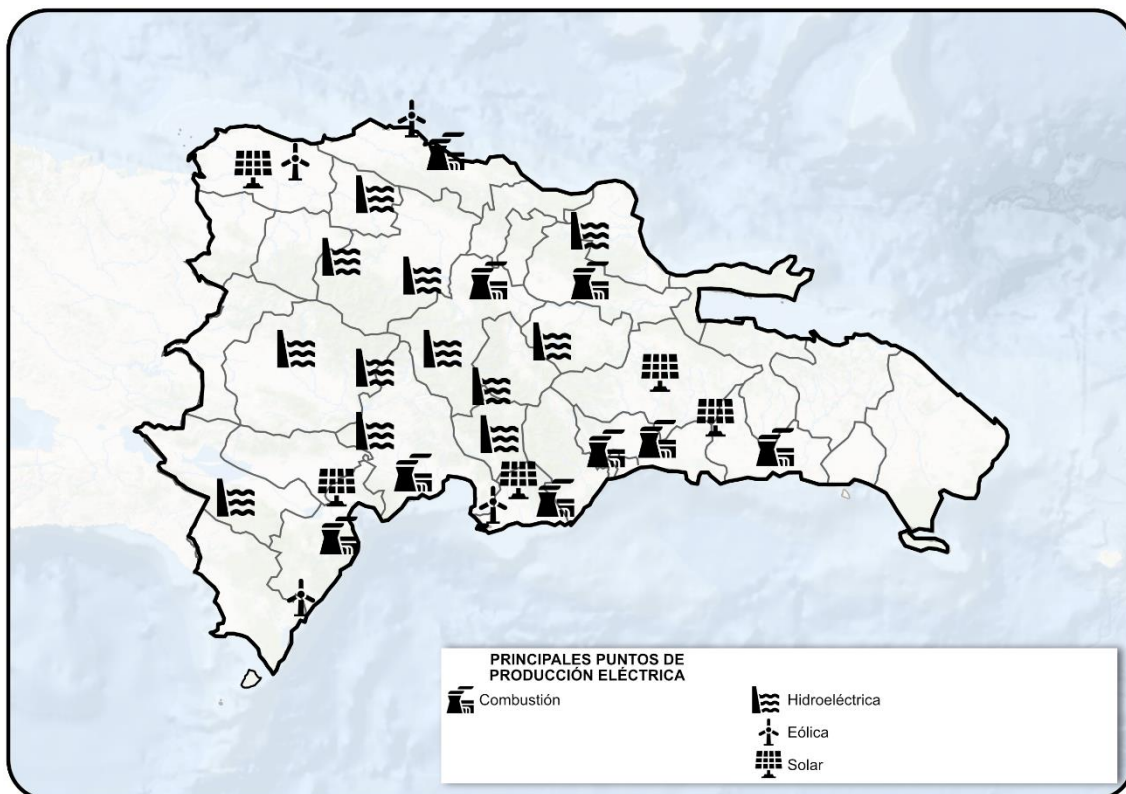 PRINCIPALES PUNTOS DE
PRODUCCIÓN ELÉCTRICA
Combustión
Hidroeléctrica
Eólica
Solar